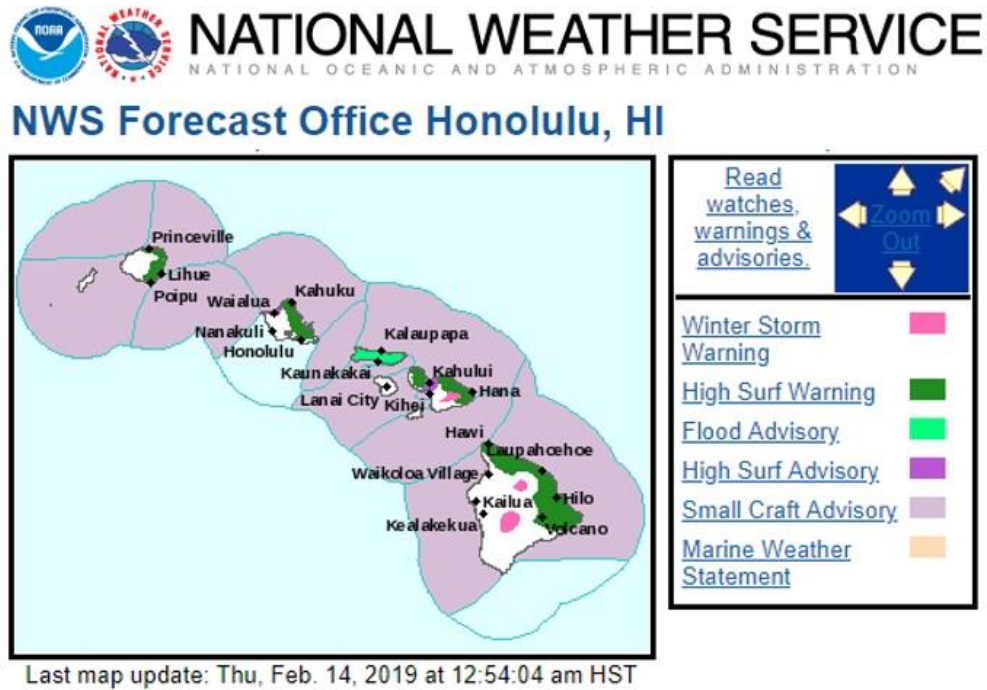 NOAA
NATIONAL WEATHER SERVICE
NATIONAL OCEANIC AND ATMOSPHERIC ADMINISTRATION
NWS Forecast Office Honolulu, HI
Princeville
Lihue
Poipu
Kahuku
Waialua
Nanakuli
Honolulu
Kalaupapa
Kaunakakai
Kahului
Lanai City
Kihei
Hana
Hawi
Laupahoehoe
Waikoloa Village
Kailua
Hilo
Kealakekua
Volcano
Read
watches,
warnings &
advisories.
Zoom
Out
Winter Storm
Warning
High Surf Warning
Flood Advisory
High Surf Advisory
Small Craft Advisory
Marine Weather
Statement
Last map update: Thu, Feb. 14, 2019 at 12:54:04 am HST